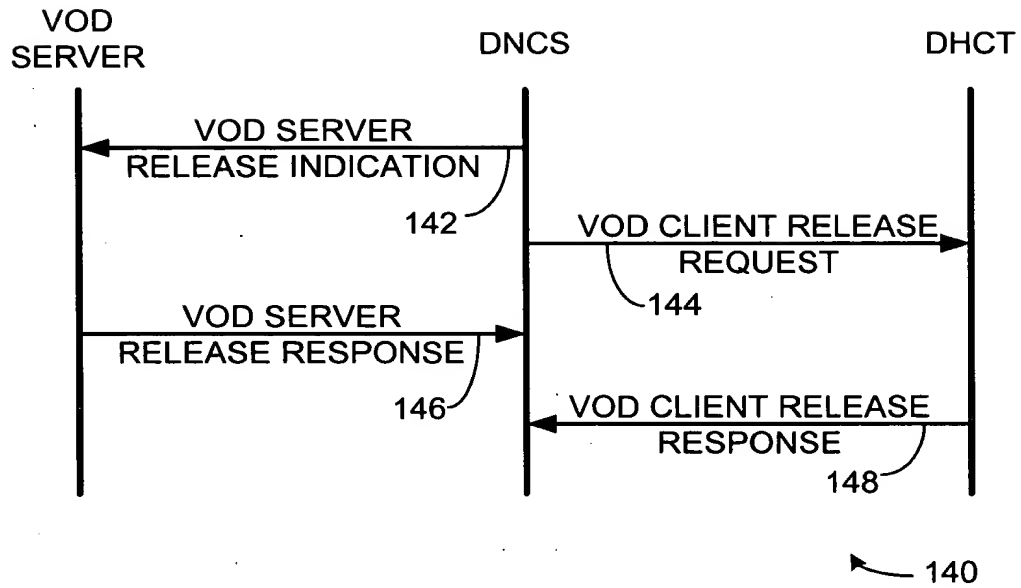 VOD
SERVER
DNCS
DHCT
VOD SERVER
RELEASE INDICATION
142
VOD CLIENT RELEASE
REQUEST
144
VOD SERVER
RELEASE RESPONSE
146
VOD CLIENT RELEASE
RESPONSE
148
140